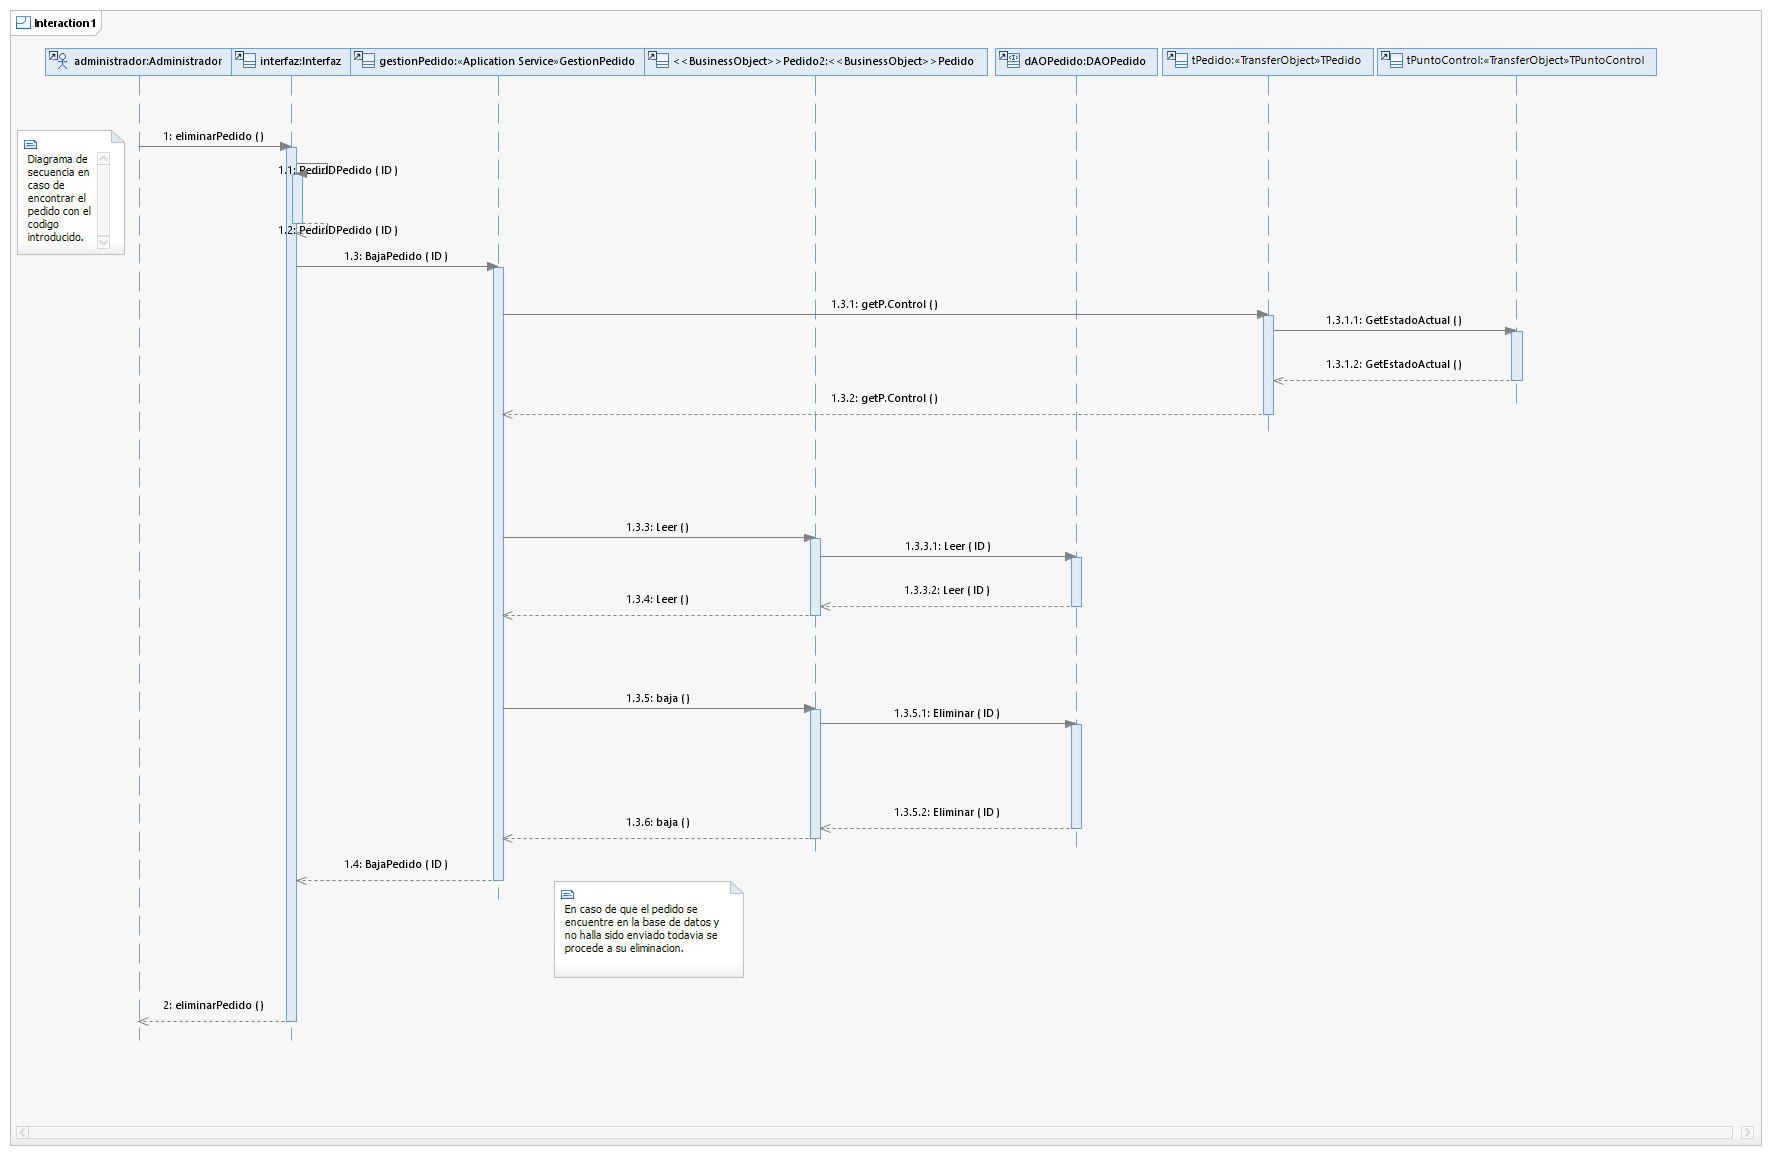 Interaction1
administrador:Administrador
interfaz:Interfaz
gestionPedido:«Aplication Service»GestionPedido
<<BusinessObject>>Pedido2:<<BusinessObject>>Pedido
dAOPedido:DAOPedido
tPedido:«TransferObject»TPedido
tPuntoControl:«TransferObject»TPuntoControl
1: eliminarPedido ( )
Diagrama de
secuencia en
caso de
encontrar el
pedido con el
codigo
introducido.
1.1: PedirIDPedido ( ID )
1.2: PedirIDPedido ( ID )
1.3: BajaPedido ( ID )
1.3.1: getP.Control ( )
1.3.1.1: GetEstadoActual ( )
1.3.1.2: GetEstadoActual ( )
1.3.2: getP.Control ( )
1.3.3: Leer ( )
1.3.3.1: Leer ( ID )
1.3.3.2: Leer ( ID )
1.3.4: Leer ( )
1.3.5: baja ( )
1.3.5.1: Eliminar ( ID )
1.3.5.2: Eliminar ( ID )
1.3.6: baja ( )
1.4: BajaPedido ( ID )
En caso de que el pedido se
encuentre en la base de datos y
no halla sido enviado todavia se
procede a su eliminacion.
2: eliminarPedido ( )